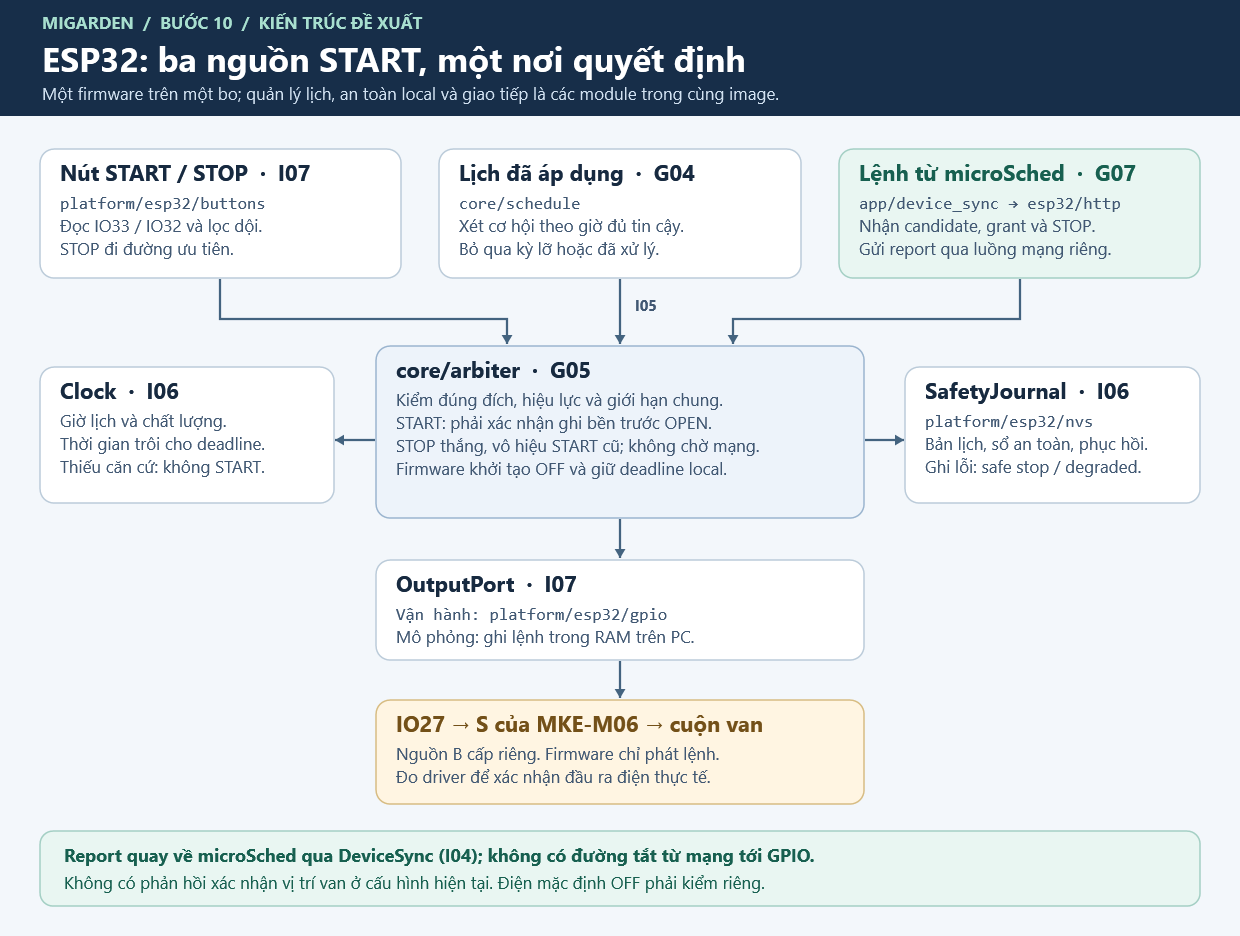 MIGARDEN / BƯỚC 10 / KIẾN TRÚC ĐỀ XUẤT
ESP32: ba nguồn START, một nơi quyết định
Một firmware trên một bo; quản lý lịch, an toàn local và giao tiếp là các module trong cùng image.
Nút START / STOP · I07
platform/esp32/buttons
Đọc IO33 / IO32 và lọc dội.
STOP đi đường ưu tiên.
Lịch đã áp dụng · G04
core/schedule
Xét cơ hội theo giờ đủ tin cậy.
Bỏ qua kỳ lỡ hoặc đã xử lý.
Lệnh từ microSched · G07
app/device_sync → esp32/http
Nhận candidate, grant và STOP.
Gửi report qua luồng mạng riêng.
I05
Clock · I06
Giờ lịch và chất lượng.
Thời gian trôi cho deadline.
Thiếu căn cứ: không START.
core/arbiter · G05
Kiểm đúng đích, hiệu lực và giới hạn chung.
START: phải xác nhận ghi bền trước OPEN.
STOP thắng, vô hiệu START cũ; không chờ mạng.
Firmware khởi tạo OFF và giữ deadline local.
SafetyJournal · I06
platform/esp32/nvs
Bản lịch, sổ an toàn, phục hồi.
Ghi lỗi: safe stop / degraded.
OutputPort · I07
Vận hành: platform/esp32/gpio
Mô phỏng: ghi lệnh trong RAM trên PC.
IO27 → S của MKE-M06 → cuộn van
Nguồn B cấp riêng. Firmware chỉ phát lệnh.
Đo driver để xác nhận đầu ra điện thực tế.
Report quay về microSched qua DeviceSync (I04); không có đường tắt từ mạng tới GPIO.
Không có phản hồi xác nhận vị trí van ở cấu hình hiện tại. Điện mặc định OFF phải kiểm riêng.